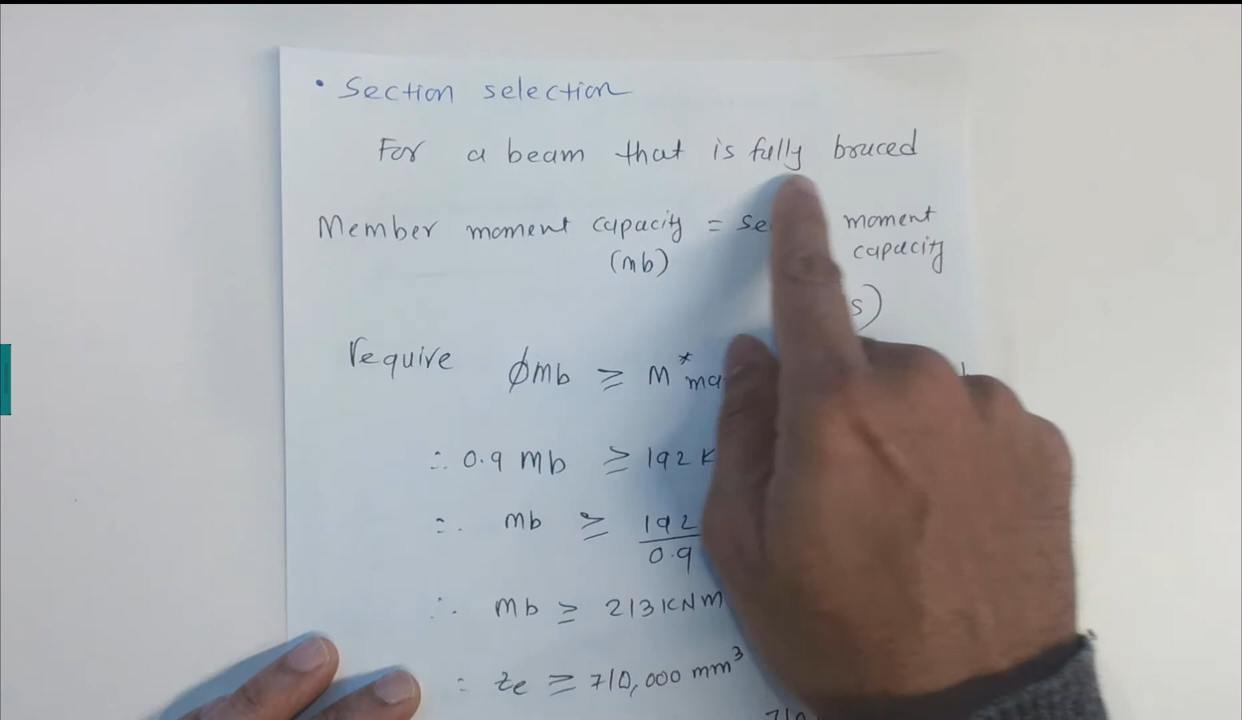 • Section selection
For a beam that is fully braced
Member moment capacity = se moment
(mb) capacity
s)
require ϕmb ≥ M*ma
∴ 0.9 mb ≥ 192 K
∴ mb ≥ 192
0.9
∴ mb ≥ 213 KNm
: Ze ≥ 710,000 mm³